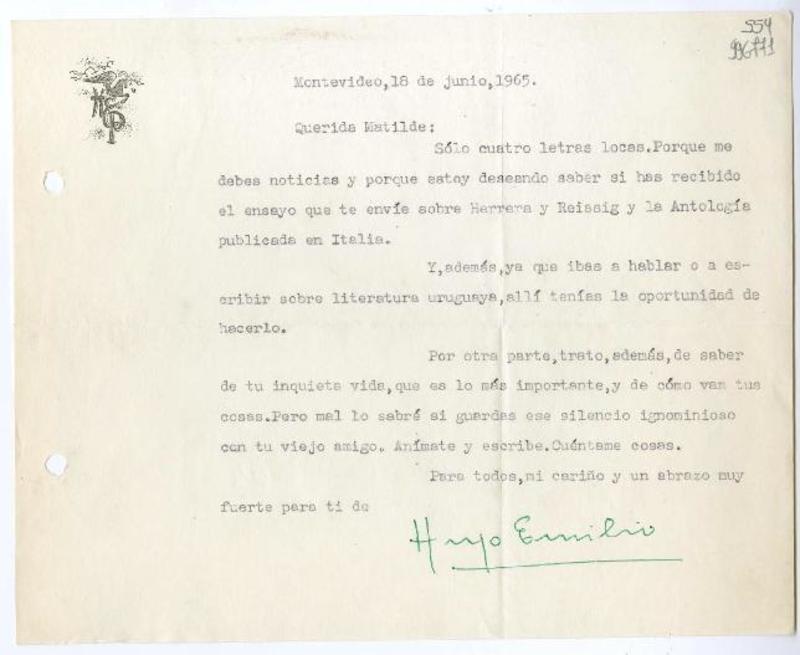 554
996771
Montevideo,18 de junio,1965.
Querida Matilde:
Sólo cuatro letras locas.Porque me
debes noticias y porque estoy deseando saber si has recibido
el ensayo que te envíe sobre Herrera y Reissig y la Antología
publicada en Italia.
Y,además,ya que ibas a hablar o a es-
cribir sobre literatura uruguaya,allí tenías la oportunidad de
hacerlo.
Por otra parte,trato,además,de saber
de tu inquieta vida,que es lo más importante,y de cómo van tus
cosas.Pero mal lo sabré si guardas ese silencio ignominioso
con tu viejo amigo. Anímate y escribe.Cuéntame cosas.
Para todos,mi cariño y un abrazo muy
fuerte para ti de
Hugo Emilio